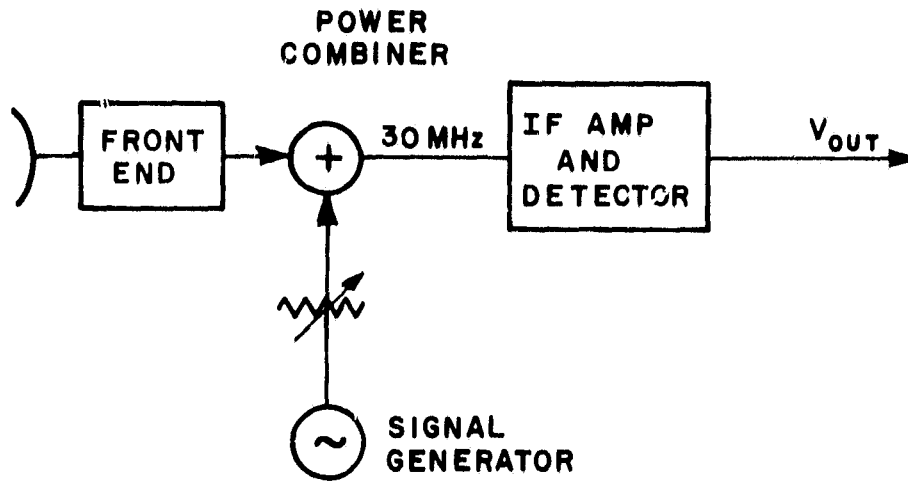 POWER
COMBINER
FRONT
END
+
30 MHz
IF AMP
AND
DETECTOR
VOUT
~
SIGNAL
GENERATOR